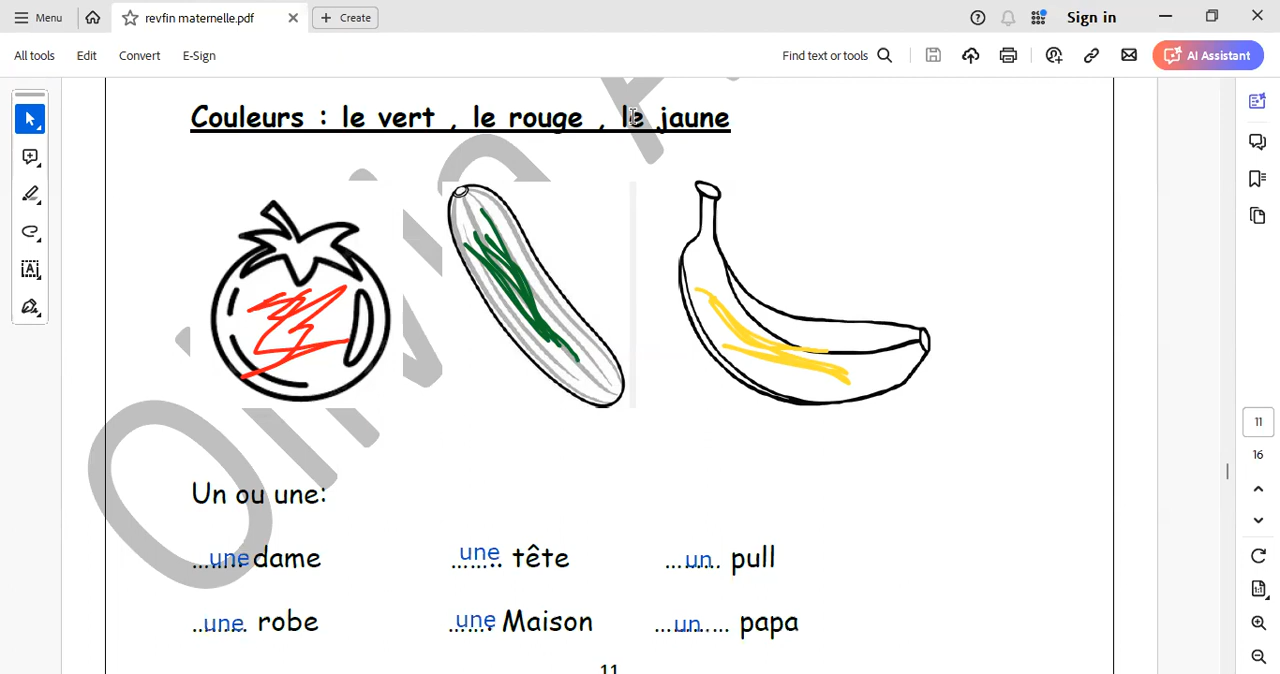 Menu
revfin maternelle.pdf
Create
Sign in
All tools
Edit
Convert
E-Sign
Find text or tools
AI Assistant
Couleurs : le vert , le rouge , le jaune
Un ou une:
...une dame
une ........ tête
...un... pull
...une... robe
...une... Maison
...un... papa
11
11
16